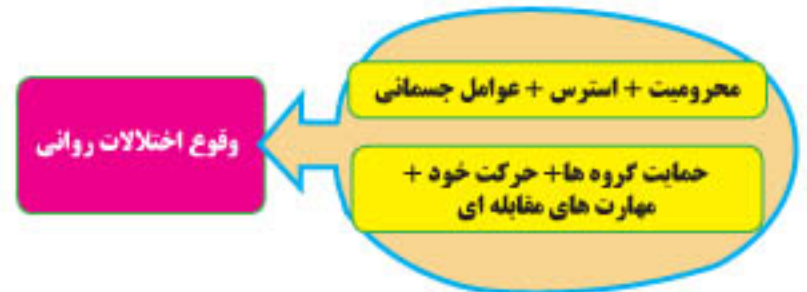 محرومیت + استرس + عوامل جسمانی
حمایت گروه ها+ حرکت خود +
مهارت های مقابله ای
وقوع اختلالات روانی